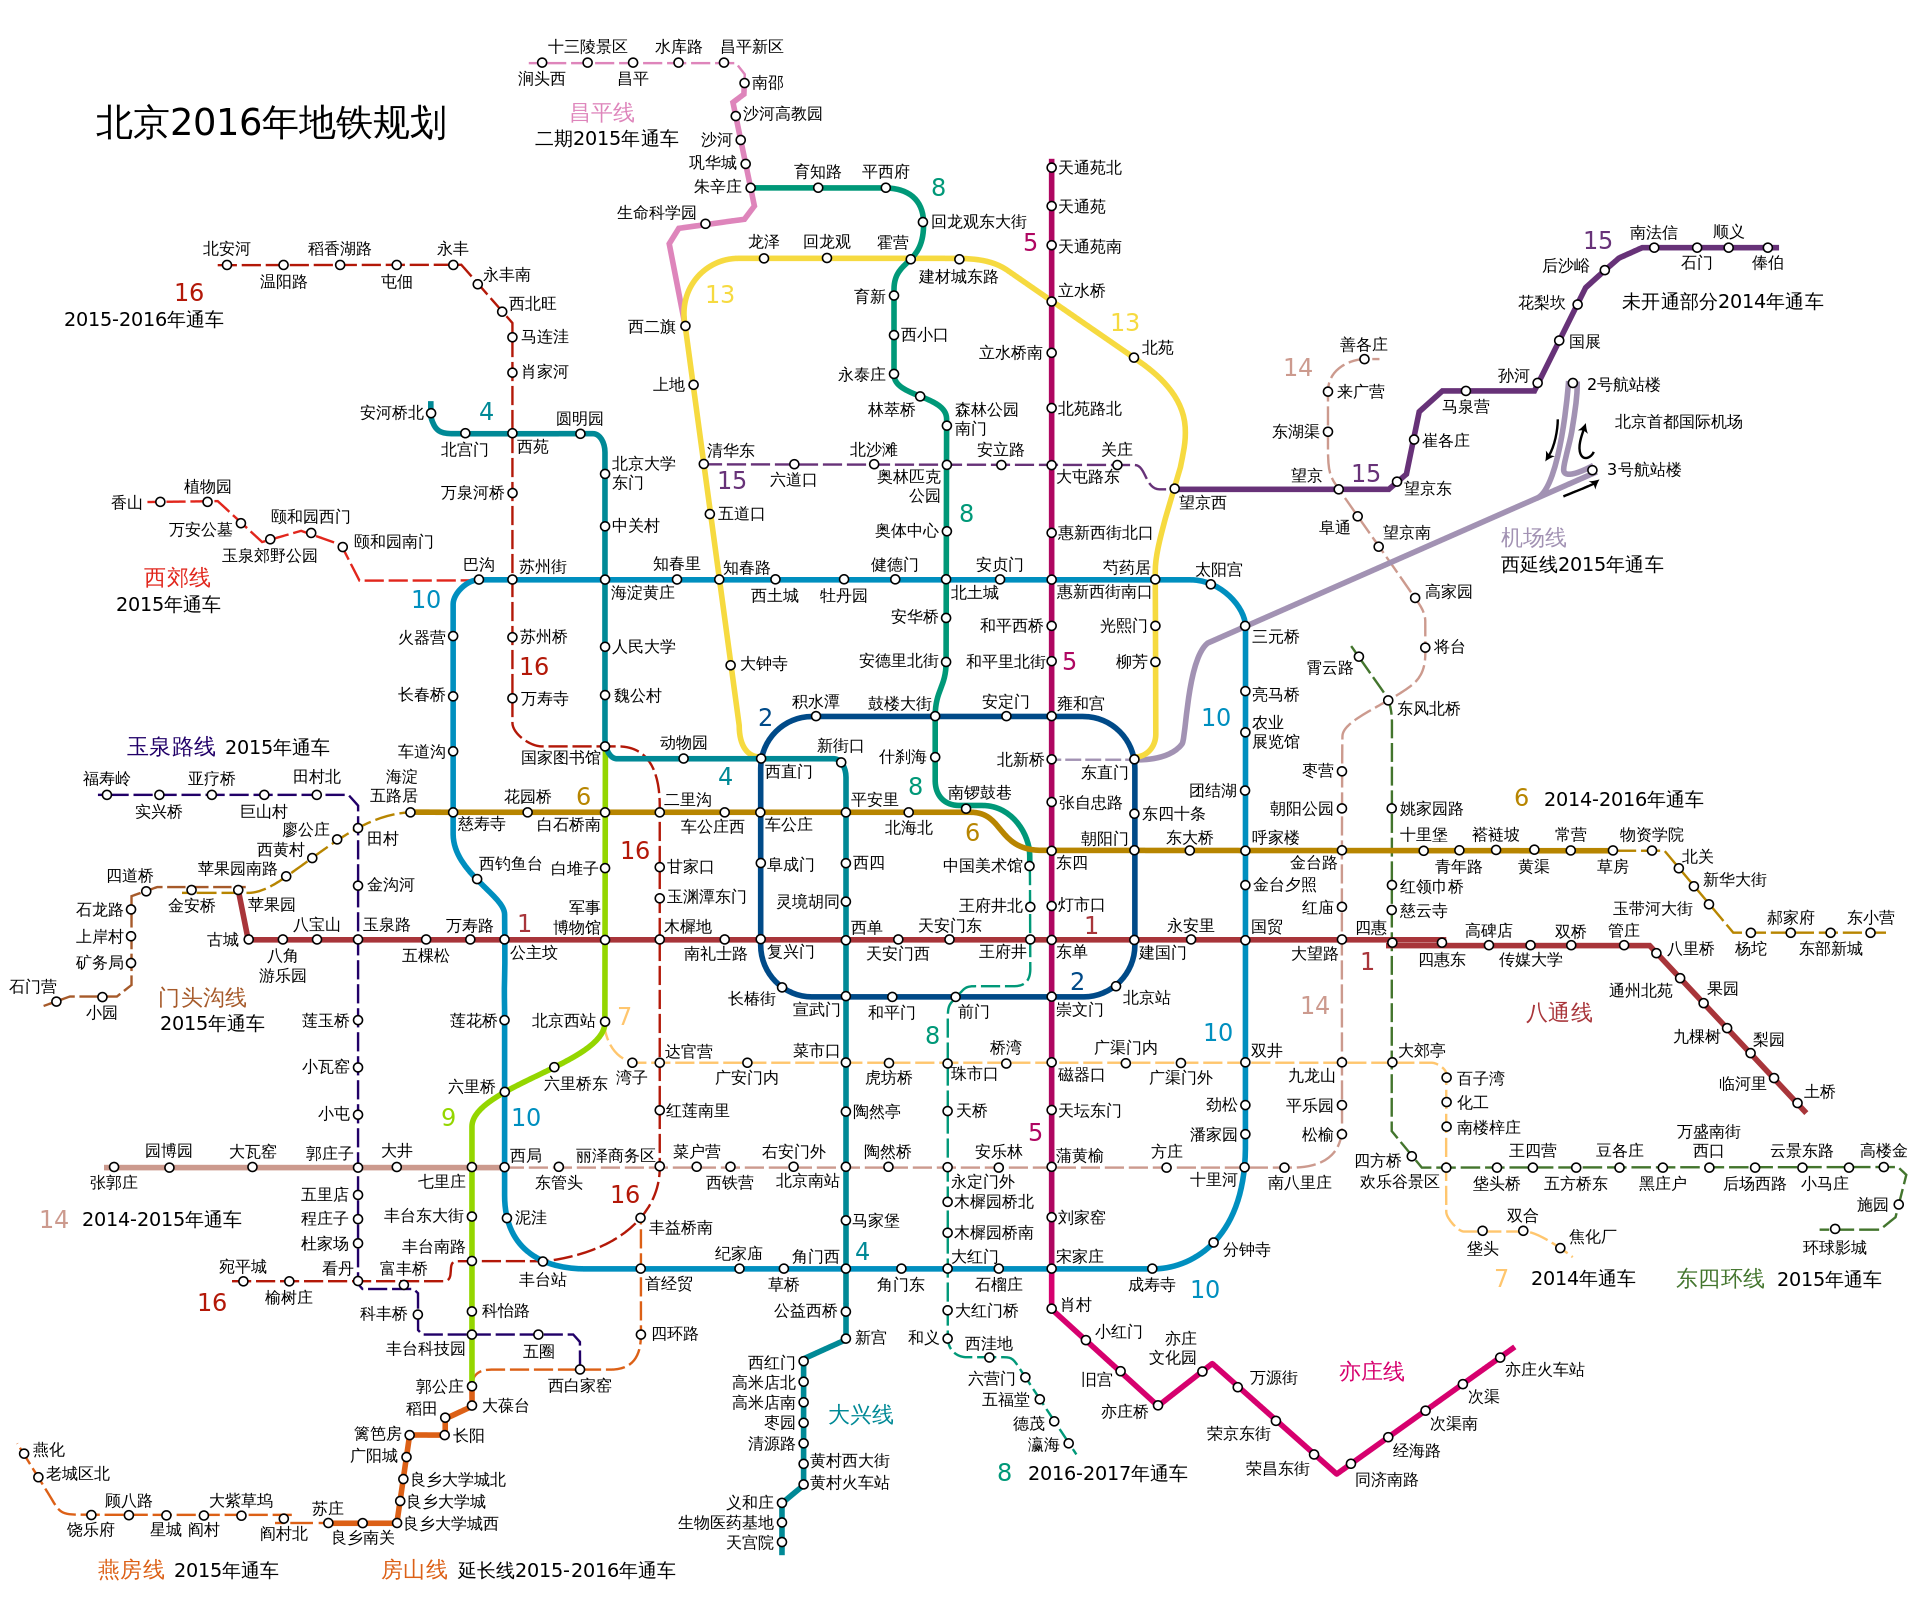 北京2016年地铁规划
十三陵景区
水库路
昌平新区
涧头西
昌平
南邵
昌平线
二期2015年通车
沙河高教园
沙河
巩华城
朱辛庄
育知路
平西府
8
生命科学园
回龙观东大街
龙泽
回龙观
霍营
建材城东路
5
天通苑北
天通苑
天通苑南
立水桥
13
13
北苑
15
南法信
顺义
石门
俸伯
后沙峪
花梨坎
未开通部分2014年通车
国展
北安河
稻香湖路
永丰
温阳路
屯佃
永丰南
16
2015-2016年通车
西北旺
马连洼
肖家河
西二旗
育新
西小口
立水桥南
永泰庄
上地
林萃桥
森林公园
南门
北苑路北
善各庄
14
来广营
东湖渠
孙河
马泉营
崔各庄
2号航站楼
北京首都国际机场
3号航站楼
安河桥北
4
圆明园
北宫门
西苑
北京大学
东门
清华东
15
六道口
北沙滩
奥林匹克
公园
安立路
大屯路东
关庄
望京西
望京
15
望京东
万泉河桥
中关村
五道口
8
奥体中心
惠新西街北口
阜通
望京南
机场线
西延线2015年通车
香山
植物园
万安公墓
颐和园西门
玉泉郊野公园
颐和园南门
西郊线
2015年通车
巴沟
苏州街
知春里
知春路
健德门
安贞门
芍药居
太阳宫
10
海淀黄庄
西土城
牡丹园
北土城
惠新西街南口
高家园
安华桥
和平西桥
光熙门
三元桥
火器营
苏州桥
人民大学
大钟寺
安德里北街
和平里北街
5
柳芳
将台
霄云路
16
长春桥
万寿寺
魏公村
2
积水潭
鼓楼大街
安定门
雍和宫
10
亮马桥
农业
展览馆
东风北桥
玉泉路线
2015年通车
车道沟
国家图书馆
动物园
新街口
什刹海
北新桥
东直门
4
西直门
枣营
福寿岭
亚疗桥
田村北
海淀
五路居
花园桥
6
二里沟
平安里
8
南锣鼓巷
张自忠路
东四十条
团结湖
朝阳公园
姚家园路
6
2014-2016年通车
实兴桥
巨山村
廖公庄
田村
慈寿寺
白石桥南
车公庄西
车公庄
北海北
6
朝阳门
东大桥
呼家楼
十里堡
褡裢坡
常营
物资学院
西黄村
西钓鱼台
白堆子
16
甘家口
阜成门
西四
中国美术馆
东四
金台路
青年路
黄渠
草房
北关
四道桥
苹果园南路
金沟河
玉渊潭东门
灵境胡同
王府井北
灯市口
金台夕照
红庙
红领巾桥
慈云寺
新华大街
玉带河大街
石龙路
金安桥
苹果园
军事
博物馆
郝家府
东小营
上岸村
古城
八宝山
玉泉路
万寿路
1
木樨地
西单
天安门东
1
永安里
国贸
四惠
高碑店
双桥
管庄
八里桥
杨坨
东部新城
矿务局
八角
游乐园
五棵松
公主坟
南礼士路
复兴门
天安门西
王府井
东单
建国门
大望路
1
四惠东
传媒大学
石门营
小园
门头沟线
2015年通车
长椿街
宣武门
和平门
前门
2
崇文门
北京站
14
通州北苑
果园
八通线
莲玉桥
莲花桥
北京西站
7
8
10
九棵树
梨园
小瓦窑
六里桥
六里桥东
湾子
达官营
广安门内
菜市口
虎坊桥
珠市口
桥湾
磁器口
广渠门内
广渠门外
双井
九龙山
大郊亭
百子湾
临河里
土桥
小屯
9
10
红莲南里
陶然亭
天桥
天坛东门
劲松
平乐园
化工
5
潘家园
松榆
南楼梓庄
园博园
大瓦窑
郭庄子
大井
西局
丽泽商务区
菜户营
右安门外
陶然桥
安乐林
蒲黄榆
方庄
四方桥
王四营
豆各庄
万盛南街
西口
云景东路
高楼金
张郭庄
七里庄
东管头
西铁营
北京南站
永定门外
十里河
南八里庄
欢乐谷景区
垡头桥
五方桥东
黑庄户
后场西路
小马庄
五里店
16
木樨园桥北
施园
14
2014-2015年通车
程庄子
丰台东大街
泥洼
丰益桥南
马家堡
木樨园桥南
刘家窑
双合
焦化厂
杜家场
丰台南路
纪家庙
角门西
4
大红门
宋家庄
分钟寺
垡头
环球影城
宛平城
看丹
富丰桥
榆树庄
丰台站
首经贸
草桥
角门东
石榴庄
成寿寺
10
7
2014年通车
东四环线
2015年通车
16
科丰桥
科怡路
公益西桥
大红门桥
肖村
丰台科技园
五圈
四环路
新宫
和义
西洼地
小红门
亦庄
文化园
西白家窑
西红门
高米店北
高米店南
六营门
五福堂
旧宫
万源街
亦庄线
亦庄火车站
郭公庄
稻田
大葆台
枣园
大兴线
德茂
亦庄桥
次渠
篱笆房
长阳
清源路
瀛海
荣京东街
次渠南
燕化
广阳城
黄村西大街
8
2016-2017年通车
荣昌东街
经海路
老城区北
良乡大学城北
黄村火车站
同济南路
顾八路
大紫草坞
苏庄
良乡大学城
义和庄
饶乐府
星城
阎村
阎村北
良乡南关
良乡大学城西
生物医药基地
天宫院
燕房线
2015年通车
房山线
延长线2015-2016年通车